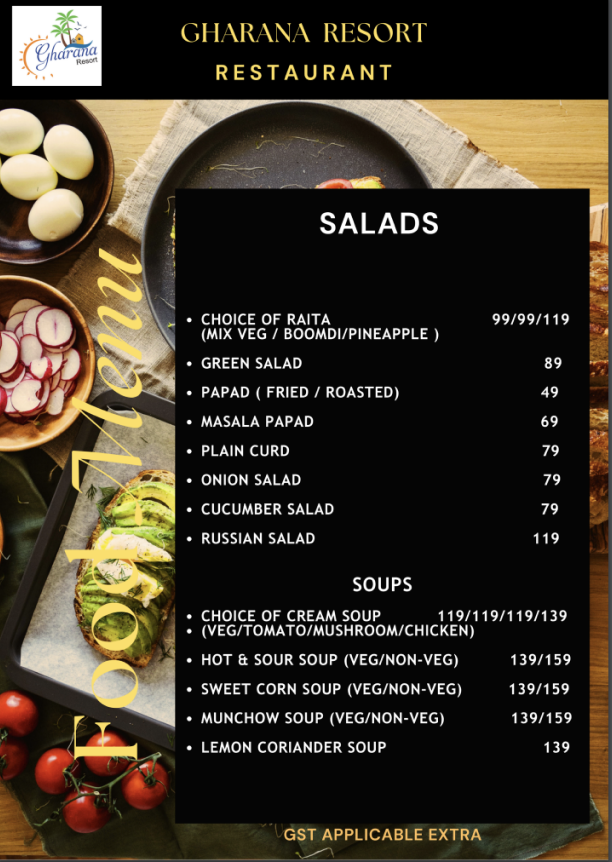 Gharana
Resort
GHARANA RESORT
RESTAURANT
Food Menu
SALADS
• CHOICE OF RAITA 99/99/119
(MIX VEG / BOOMDI/PINEAPPLE )
• GREEN SALAD 89
• PAPAD ( FRIED / ROASTED) 49
• MASALA PAPAD 69
• PLAIN CURD 79
• ONION SALAD 79
• CUCUMBER SALAD 79
• RUSSIAN SALAD 119
SOUPS
• CHOICE OF CREAM SOUP 119/119/119/139
• (VEG/TOMATO/MUSHROOM/CHICKEN)
• HOT & SOUR SOUP (VEG/NON-VEG) 139/159
• SWEET CORN SOUP (VEG/NON-VEG) 139/159
• MUNCHOW SOUP (VEG/NON-VEG) 139/159
• LEMON CORIANDER SOUP 139
GST APPLICABLE EXTRA